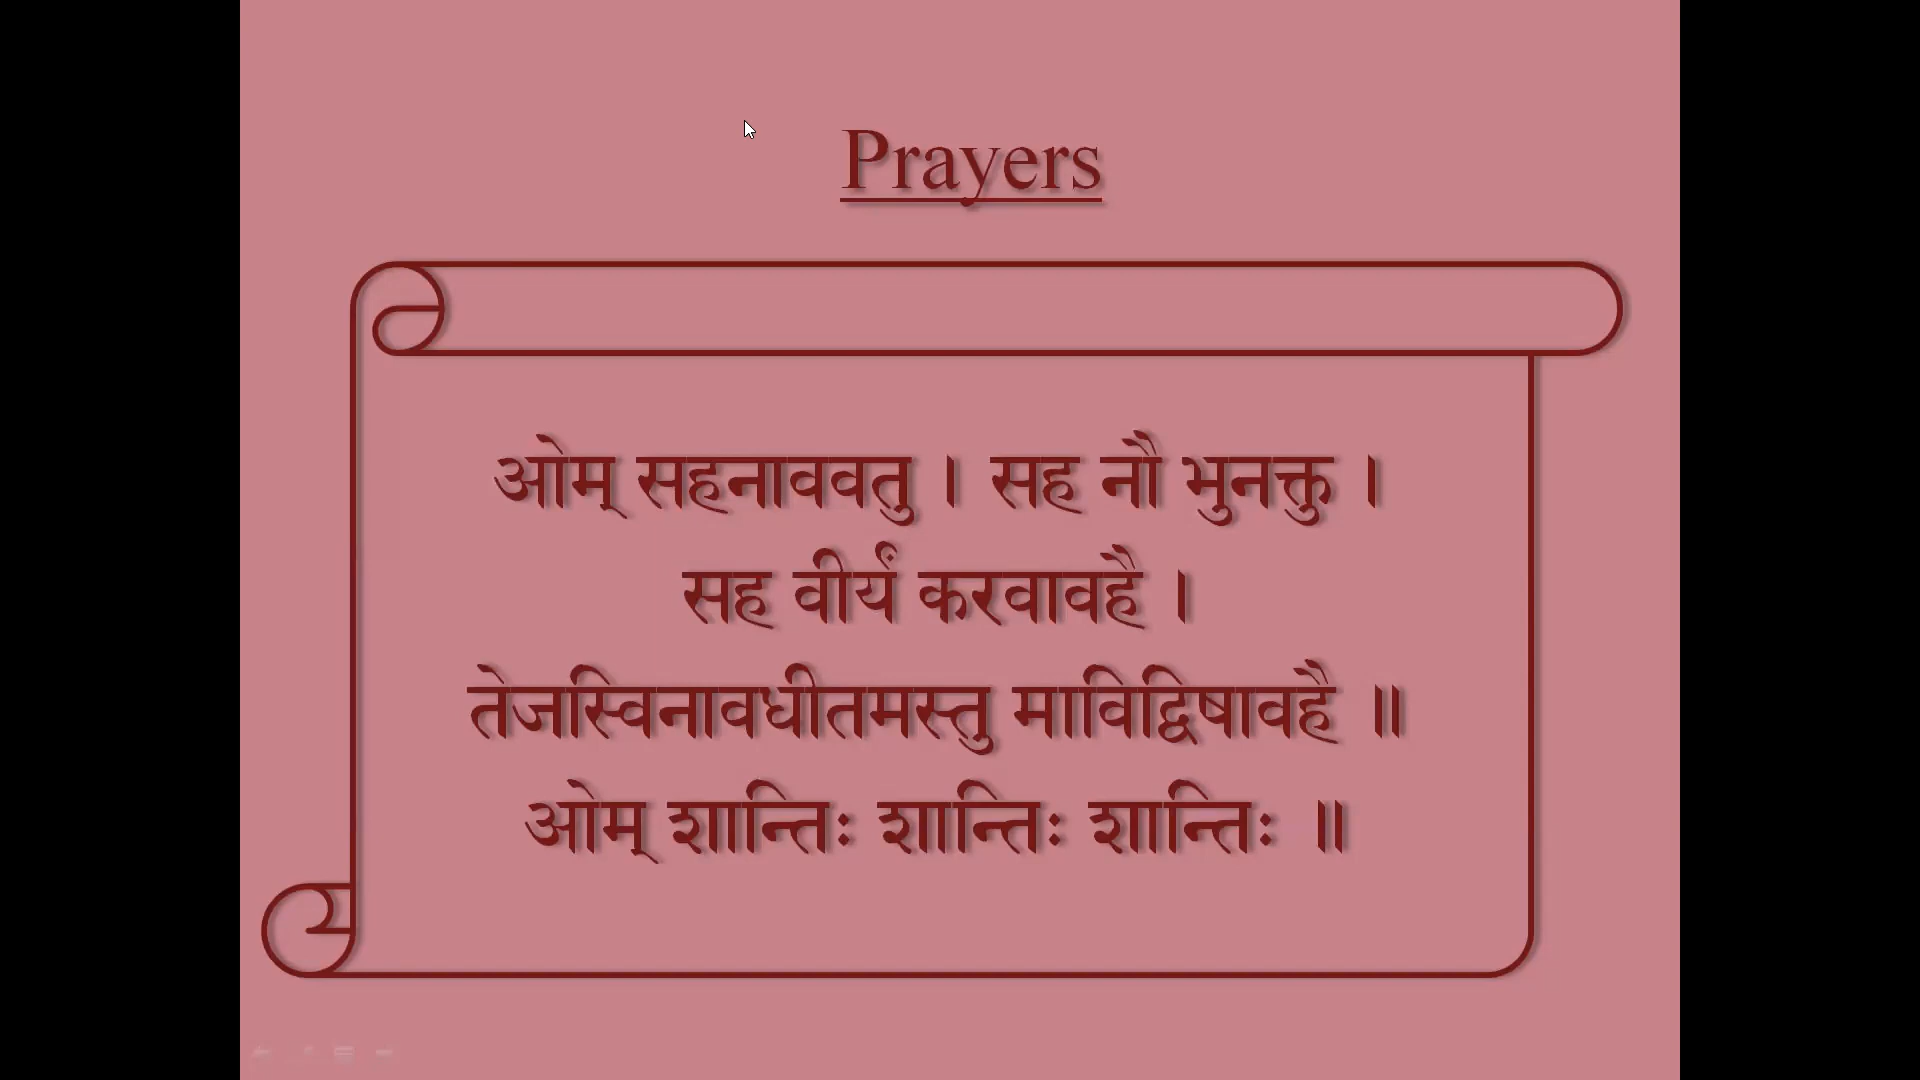 Prayers
ओम् सहनाववतु । सह नौ भुनक्तु ।
सह वीर्यं करवावहै ।
तेजस्विनावधीतमस्तु माविद्विषावहै ॥
ओम् शान्तिः शान्तिः शान्तिः ॥